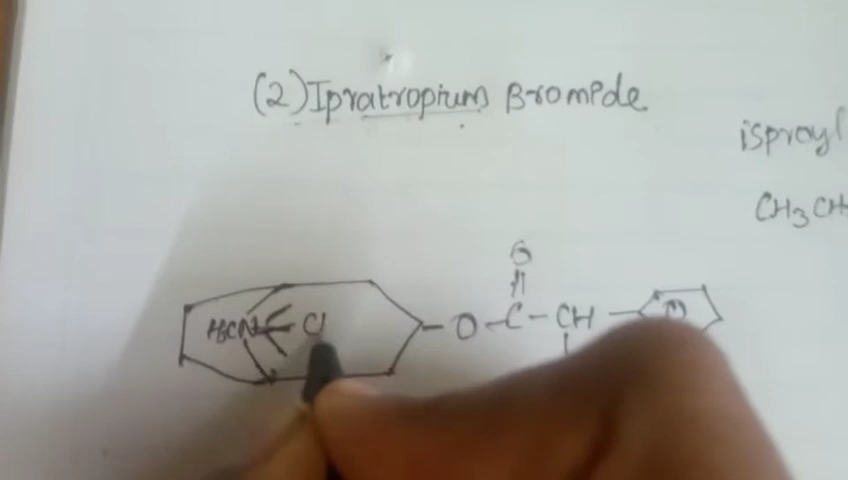 (2) Ipratropium Bromide
isproyl
CH3CH
O
H3CN C O C CH